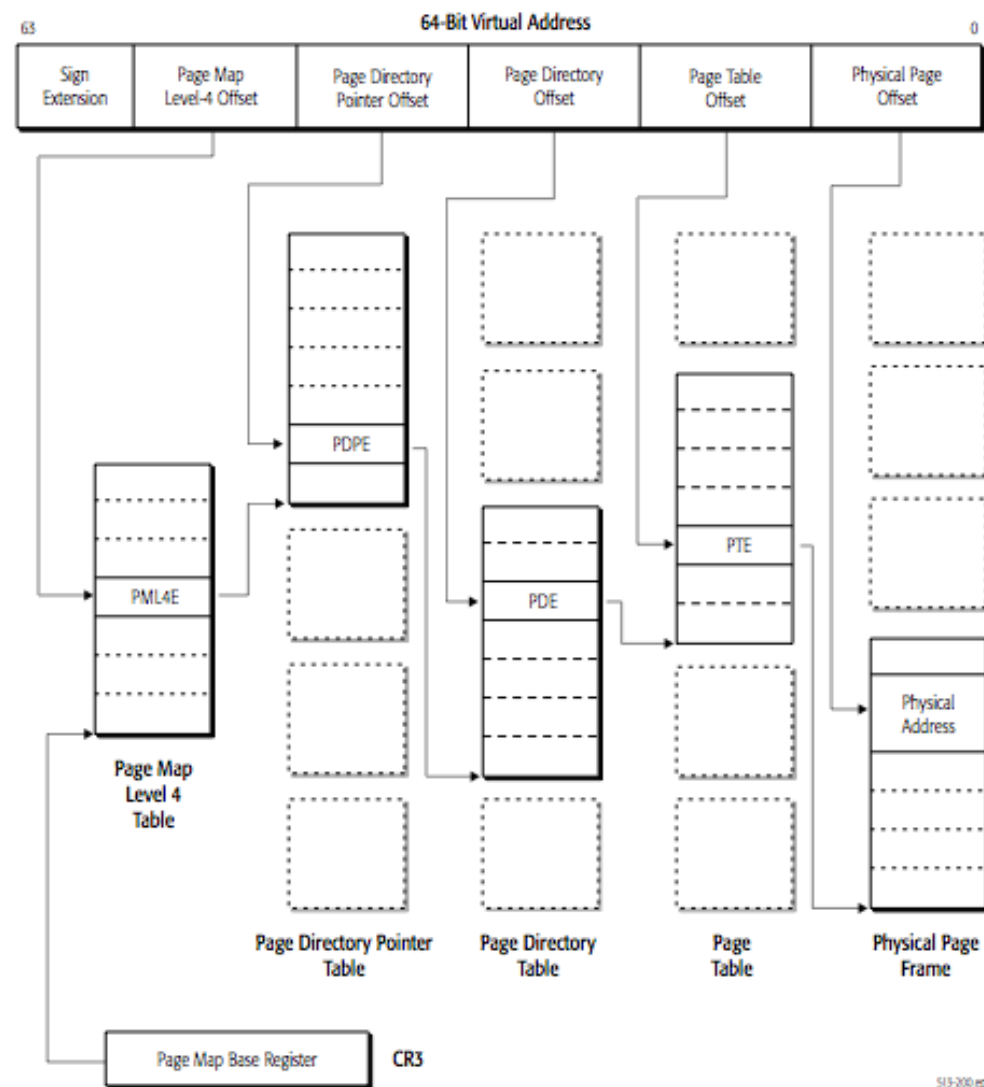 64-Bit Virtual Address
63
0
Sign
Extension
Page Map
Level-4 Offset
Page Directory
Pointer Offset
Page Directory
Offset
Page Table
Offset
Physical Page
Offset
PDPE
PTE
PML4E
PDE
Physical
Address
Page Map
Level 4
Table
Page Directory Pointer
Table
Page Directory
Table
Page
Table
Physical Page
Frame
Page Map Base Register
CR3